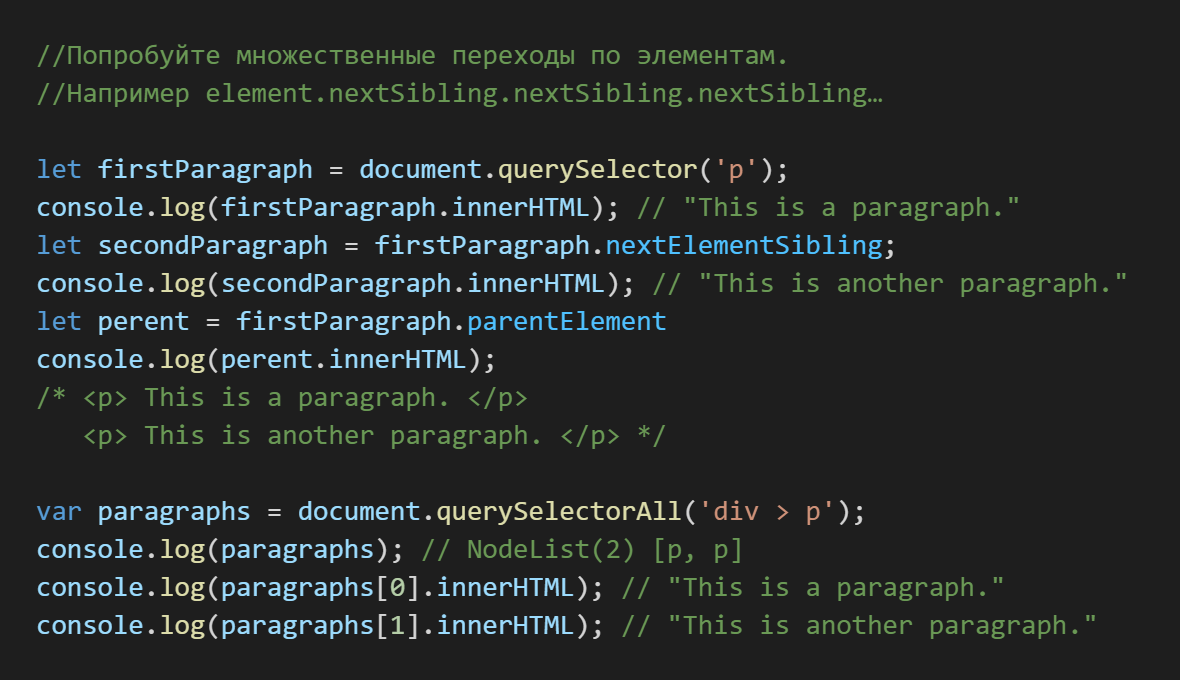 //Попробуйте множественные переходы по элементам.
//Например element.nextSibling.nextSibling.nextSibling…
let firstParagraph = document.querySelector('p');
console.log(firstParagraph.innerHTML); // "This is a paragraph."
let secondParagraph = firstParagraph.nextElementSibling;
console.log(secondParagraph.innerHTML); // "This is another paragraph."
let perent = firstParagraph.parentElement
console.log(perent.innerHTML);
/* <p> This is a paragraph. </p>
<p> This is another paragraph. </p> */
var paragraphs = document.querySelectorAll('div > p');
console.log(paragraphs); // NodeList(2) [p, p]
console.log(paragraphs[0].innerHTML); // "This is a paragraph."
console.log(paragraphs[1].innerHTML); // "This is another paragraph."